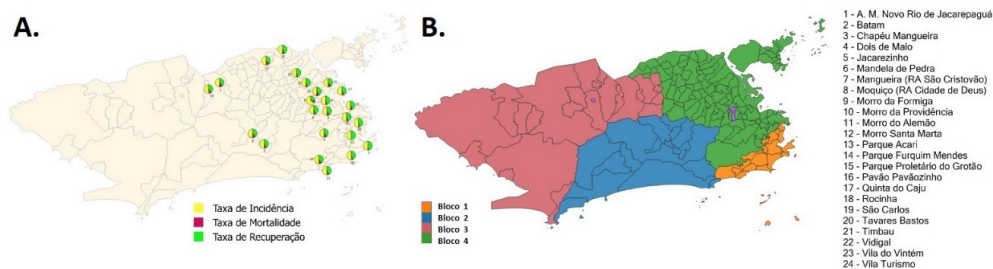 A.
Taxa de Incidência
Taxa de Mortalidade
Taxa de Recuperação
B.
Bloco 1
Bloco 2
Bloco 3
Bloco 4
1 - A. M. Novo Rio de Jacarepaguá
2 - Batam
3 - Chapéu Mangueira
4 - Dois de Maio
5 - Jacarezinho
6 - Mandela de Pedra
7 - Mangueira (RA São Cristovão)
8 - Moquiço (RA Cidade de Deus)
9 - Morro da Formiga
10 - Morro da Providência
11 - Morro do Alemão
12 - Morro Santa Marta
13 - Parque Acari
14 - Parque Furquim Mendes
15 - Parque Proletário do Grotão
16 - Pavão Pavãozinho
17 - Quinta do Caju
18 - Rocinha
19 - São Carlos
20 - Tavares Bastos
21 - Timbau
22 - Vidigal
23 - Vila do Vintém
24 - Vila Turismo